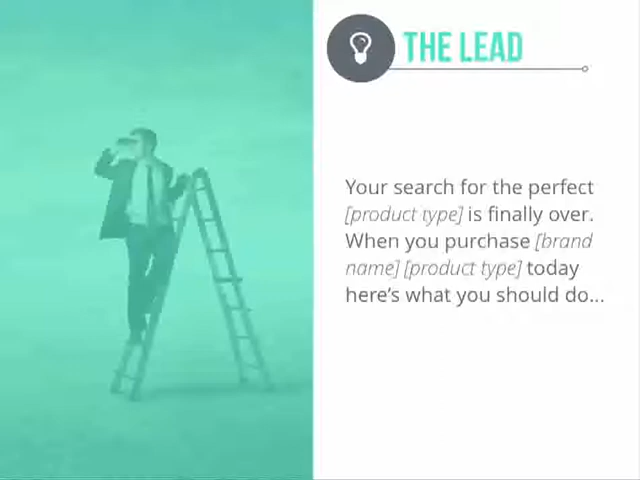 THE LEAD
Your search for the perfect
[product type] is finally over.
When you purchase [brand
name] [product type] today
here's what you should do...